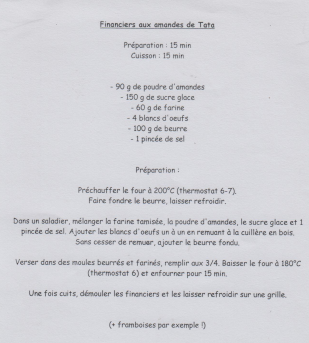 Financiers aux amandes de Tata
Préparation : 15 min
Cuisson : 15 min
- 90 g de poudre d'amandes
- 150 g de sucre glace
- 60 g de farine
- 4 blancs d'oeufs
- 100 g de beurre
- 1 pincée de sel
Préparation :
Préchauffer le four à 200°C (thermostat 6-7).
Faire fondre le beurre, laisser refroidir.
Dans un saladier, mélanger la farine tamisée, la poudre d'amandes, le sucre glace et 1
pincée de sel. Ajouter les blancs d'oeufs un à un en remuant à la cuillère en bois.
Sans cesser de remuer, ajouter le beurre fondu.
Verser dans des moules beurrés et farinés, remplir aux 3/4. Baisser le four à 180°C
(thermostat 6) et enfourner pour 15 min.
Une fois cuits, démouler les financiers et les laisser refroidir sur une grille.
(+ framboises par exemple !)